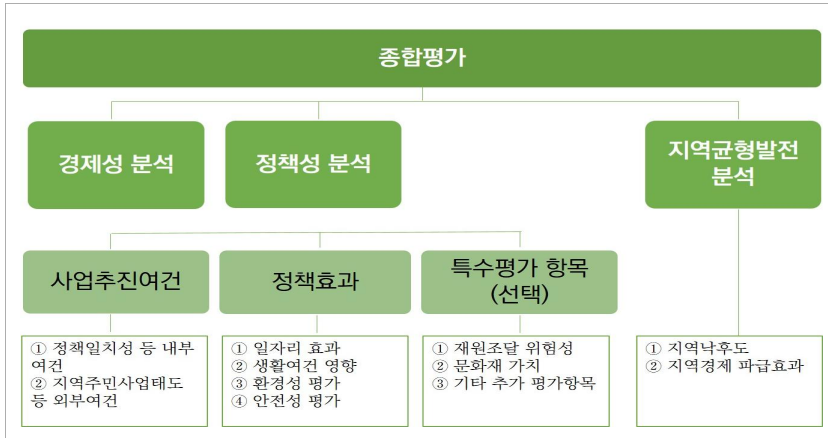 종합평가
경제성 분석
정책성 분석
지역균형발전
분석
사업추진여건
정책효과
특수평가 항목
(선택)
① 정책일치성 등 내부
여건
② 지역주민사업태도
등 외부여건
① 일자리 효과
② 생활여건 영향
③ 환경성 평가
④ 안전성 평가
① 재원조달 위험성
② 문화재 가치
③ 기타 추가 평가항목
① 지역낙후도
② 지역경제 파급효과